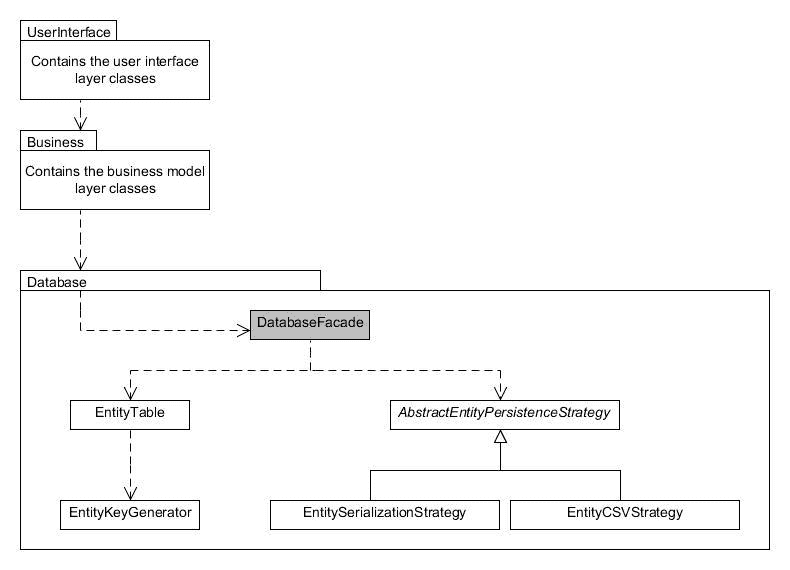 UserInterface
Contains the user interface
layer classes
Business
Contains the business model
layer classes
Database
DatabaseFacade
EntityTable
AbstractEntityPersistenceStrategy
EntityKeyGenerator
EntitySerializationStrategy
EntityCSVStrategy